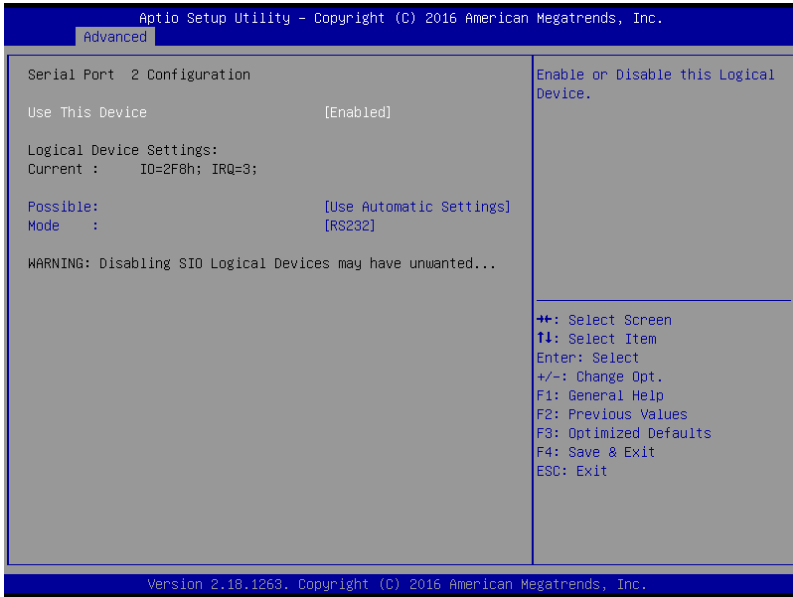 Aptio Setup Utility – Copyright (C) 2016 American Megatrends, Inc.
Advanced
Serial Port 2 Configuration
Use This Device [Enabled]
Logical Device Settings:
Current : IO=2F8h; IRQ=3;
Possible: [Use Automatic Settings]
Mode : [RS232]
WARNING: Disabling SIO Logical Devices may have unwanted...
Enable or Disable this Logical
Device.
→←: Select Screen
↑↓: Select Item
Enter: Select
+/-: Change Opt.
F1: General Help
F2: Previous Values
F3: Optimized Defaults
F4: Save & Exit
ESC: Exit
Version 2.18.1263. Copyright (C) 2016 American Megatrends, Inc.